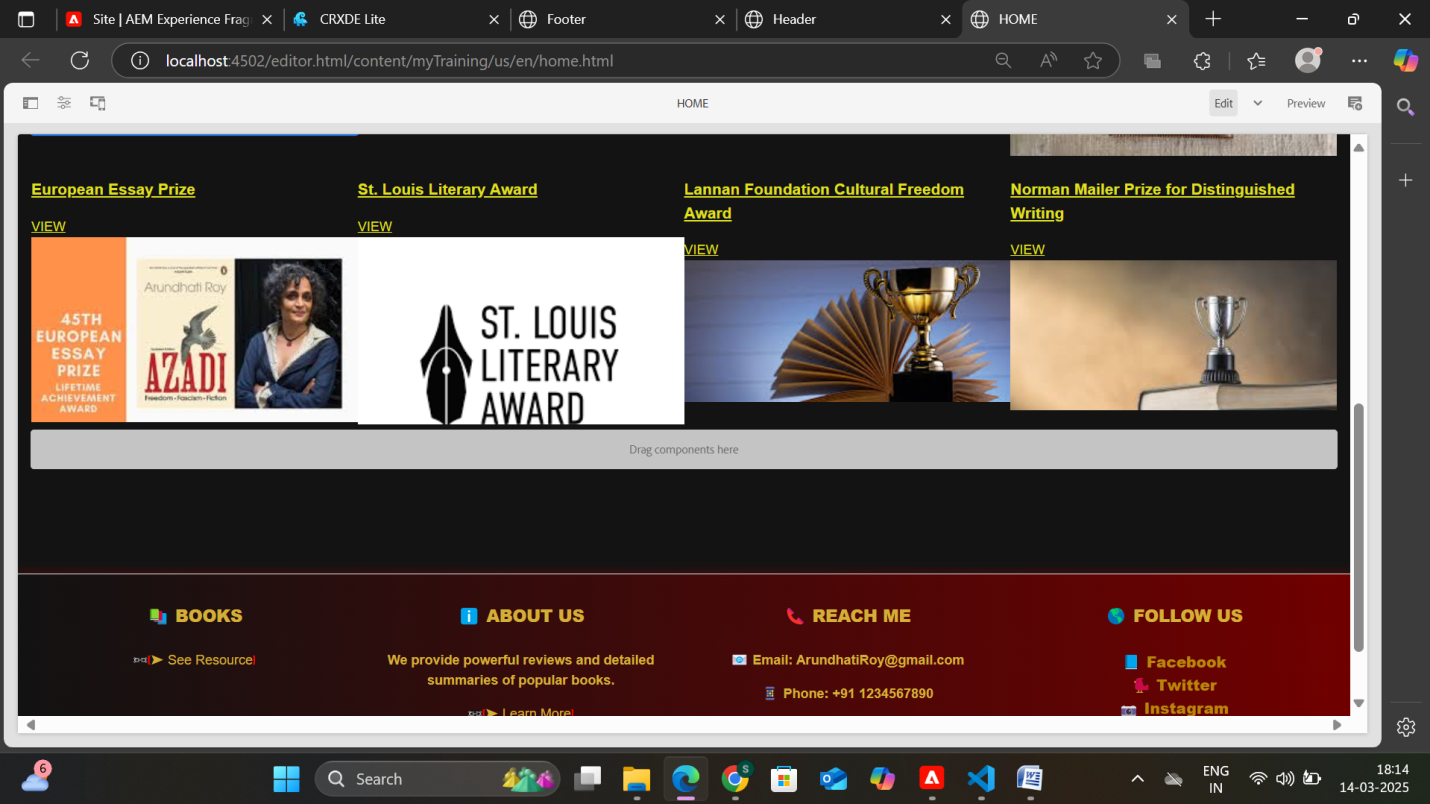 Site | AEM Experience Frag
CRXDE Lite
Footer
Header
HOME
localhost:4502/editor.html/content/myTraining/us/en/home.html
HOME
Edit
Preview
European Essay Prize
St. Louis Literary Award
Lannan Foundation Cultural Freedom
Award
Norman Mailer Prize for Distinguished
Writing
VIEW
VIEW
VIEW
VIEW
45TH
EUROPEAN
ESSAY
PRIZE
LIFETIME
ACHIEVEMENT
AWARD
Arundhati Roy
AZADI
Freedom • Fascism • Fiction
ST. LOUIS
LITERARY
AWARD
Drag components here
📚 BOOKS
➤ See Resource
ℹ️ ABOUT US
We provide powerful reviews and detailed
summaries of popular books.
➤ Learn More
📞 REACH ME
📧 Email: ArundhatiRoy@gmail.com
📱 Phone: +91 1234567890
🌎 FOLLOW US
📘 Facebook
🐦 Twitter
📷 Instagram
6
Search
S
ENG
IN
18:14
14-03-2025